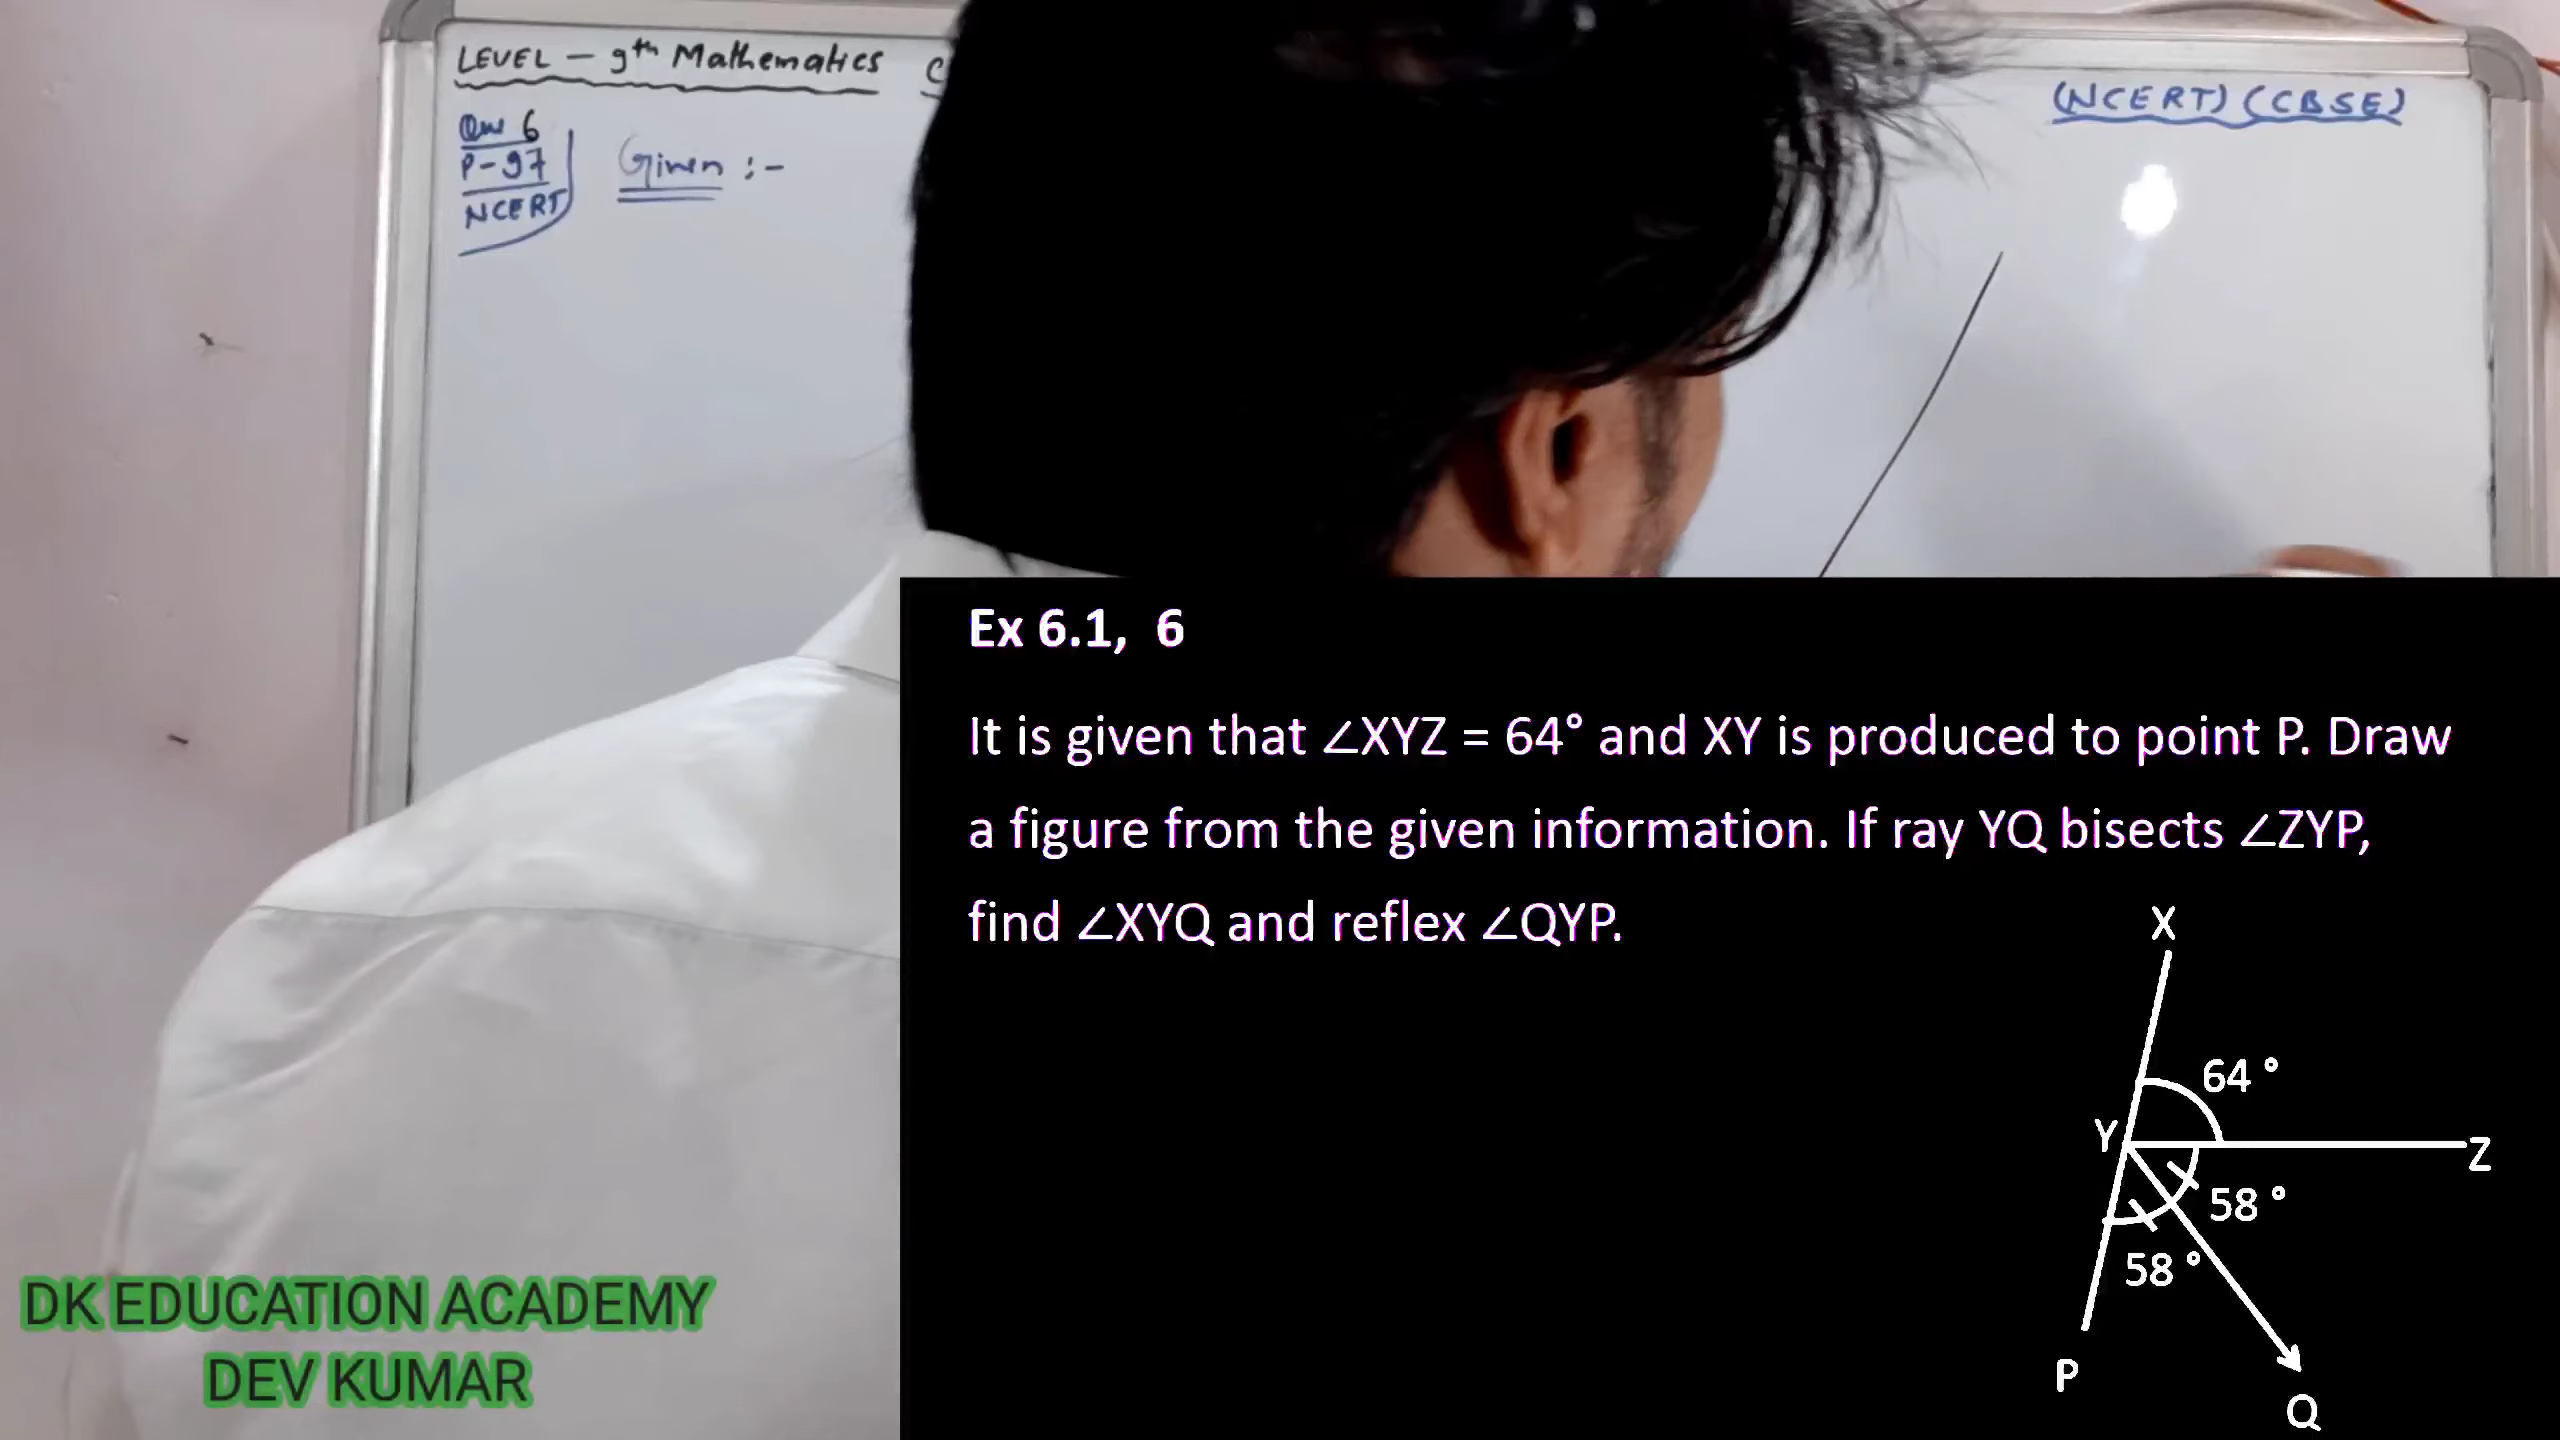 LEVEL - 9th Mathematics
(NCERT) (CBSE)
Que 6
P-97
NCERT
Given :-
Ex 6.1, 6
It is given that ∠XYZ = 64° and XY is produced to point P. Draw
a figure from the given information. If ray YQ bisects ∠ZYP,
find ∠XYQ and reflex ∠QYP.
X
64 °
Y
Z
58 °
58 °
P
Q
DK EDUCATION ACADEMY
DEV KUMAR